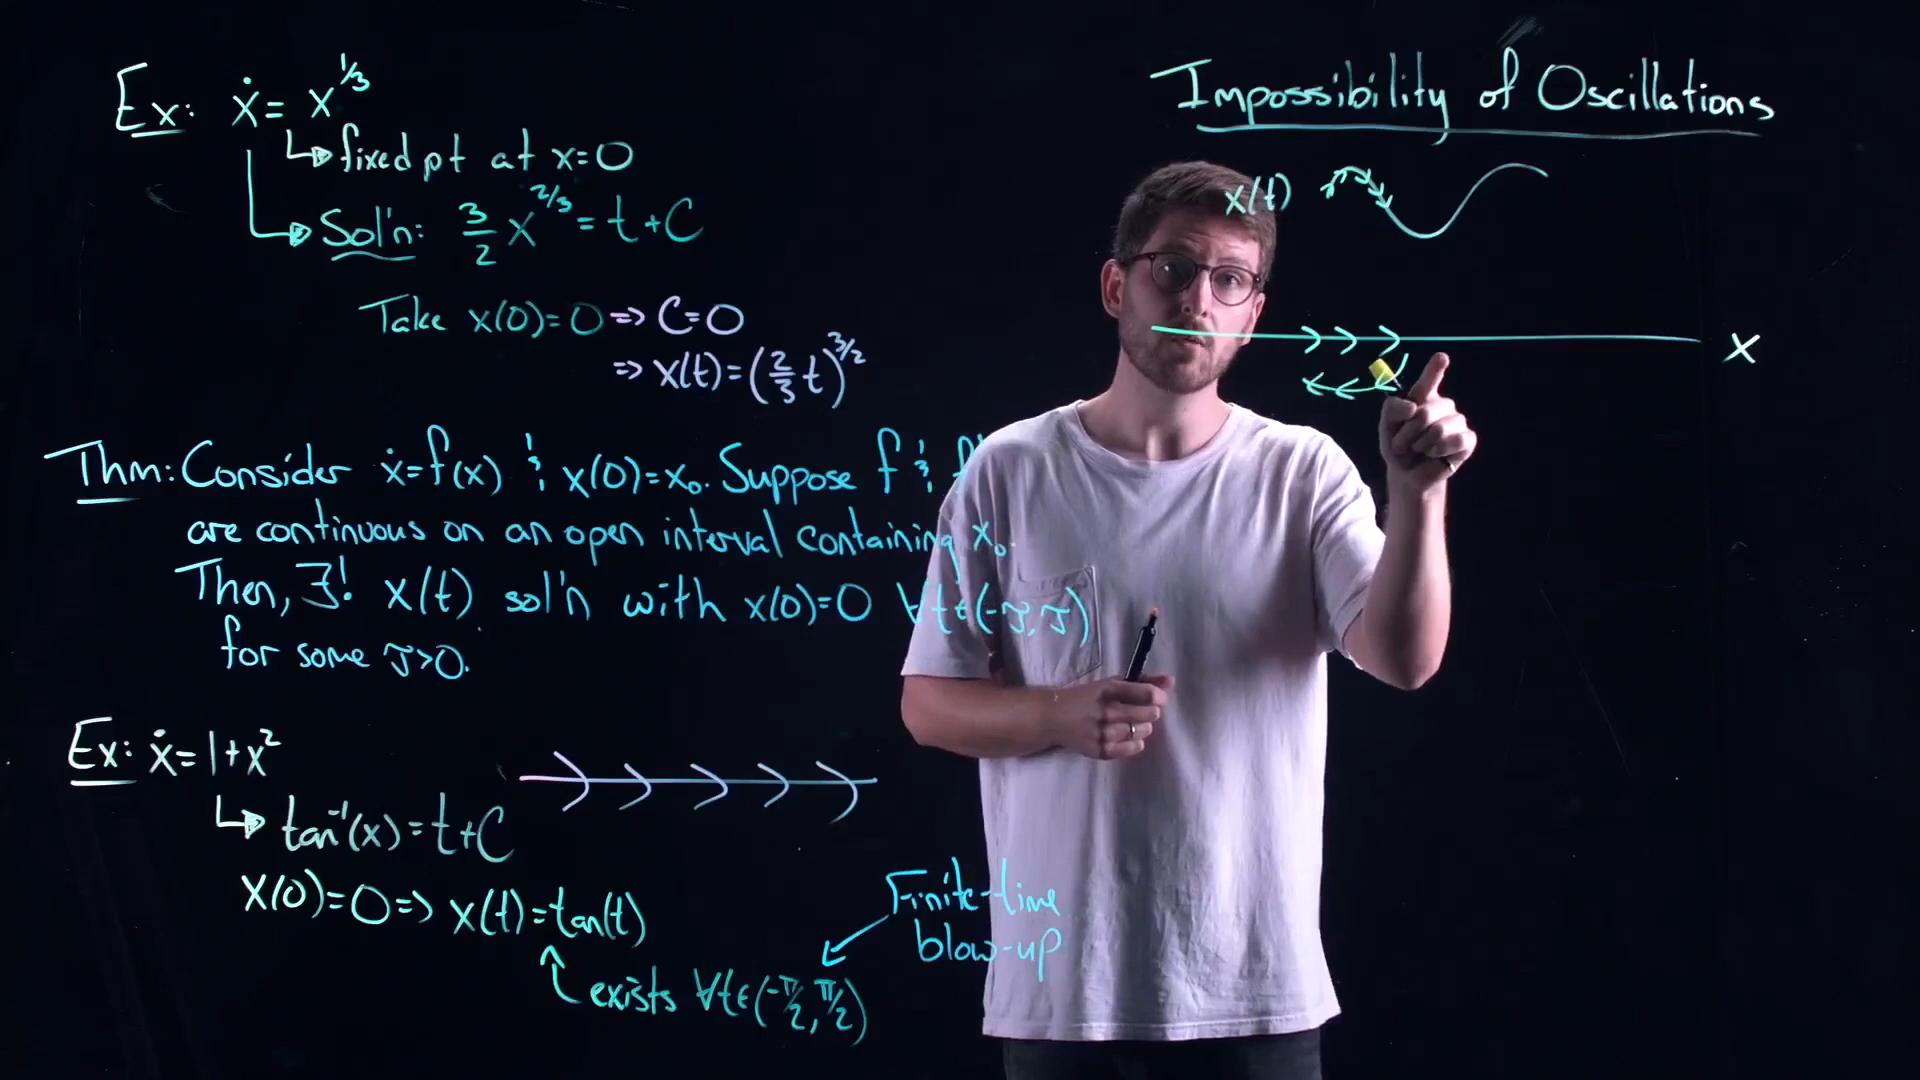 Ex: ẋ = x^{1/3}
↳ fixed pt at x=0
↳ Sol'n: 3/2 x^{2/3} = t + C
Take x(0)=0 ⇒ C=0
⇒ x(t) = (2/3 t)^{3/2}
Thm: Consider ẋ=f(x) & x(0)=x₀. Suppose f &
are continuous on an open interval containing x₀.
Then, ∃! x(t) sol'n with x(0)=0 ∀t∈(-τ,τ)
for some τ>0.
Ex: ẋ = 1+x²
↳ tan⁻¹(x) = t+C
x(0)=0 ⇒ x(t)=tan(t)
exists ∀t∈(-π/2, π/2)
Finite-time
blow-up
Impossibility of Oscillations
x(t)
x